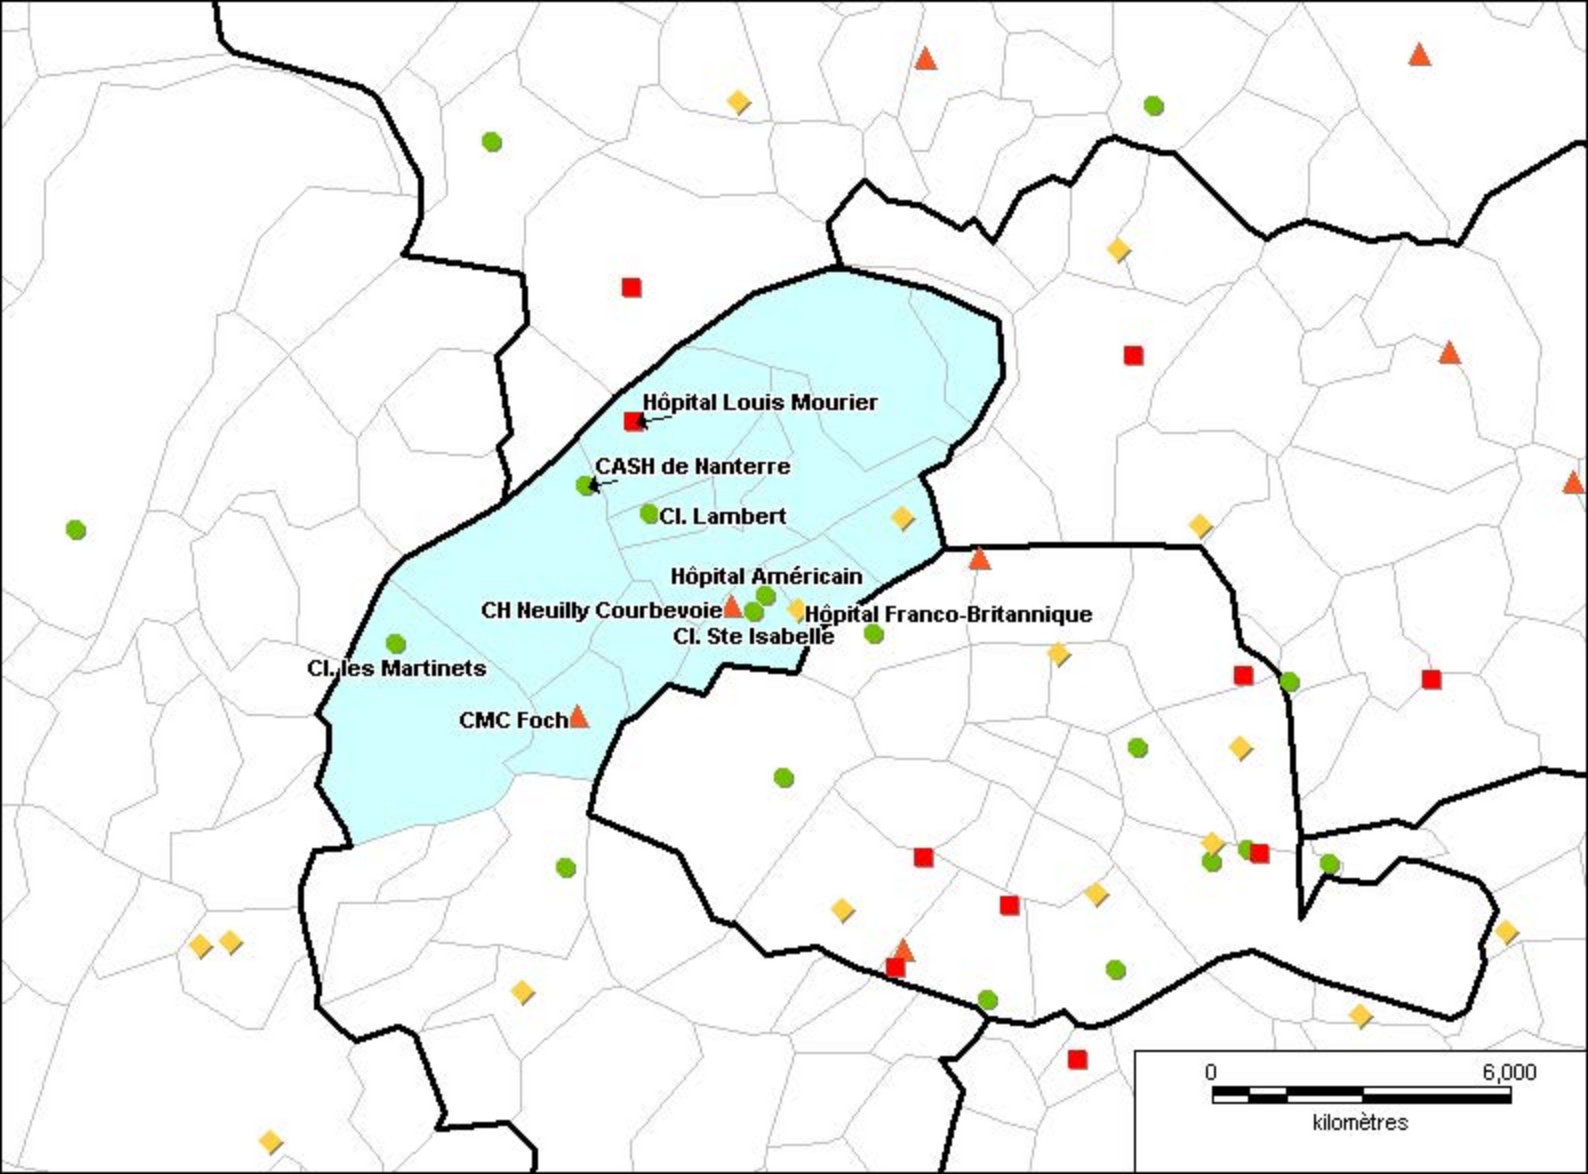 Hôpital Louis Mourier
CASH de Nanterre
Cl. Lambert
Hôpital Américain
CH Neuilly Courbevoie
Hôpital Franco-Britannique
Cl. Ste Isabelle
Cl. les Martinets
CMC Foch
0 6,000
kilomètres